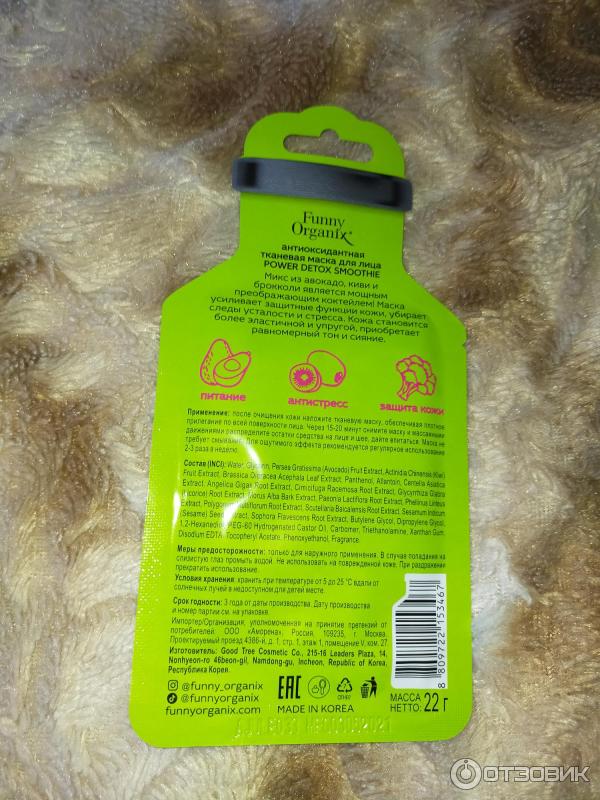 Funny
Organix®
антиоксидантная
тканевая маска для лица
POWER DETOX SMOOTHIE
Микс из авокадо, киви и
брокколи является мощным
преображающим коктейлем! Маска
усиливает защитные функции кожи, убирает
следы усталости и стресса. Кожа становится
более эластичной и упругой, приобретает
равномерный тон и сияние.
питание
антистресс
защита кожи
Применение: после очищения кожи наложите тканевую маску, обеспечивая плотное
прилегание по всей поверхности лица. Через 15-20 минут снимите маску и массажными
движениями распределите остатки средства на лице и шее, дайте впитаться. Маска не
требует смывания. Для ощутимого эффекта рекомендуется регулярное использование
2-3 раза в неделю.
Состав (INCI): Water, Glycerin, Persea Gratissima (Avocado) Fruit Extract, Actinidia Chinensis (Kiwi)
Fruit Extract, Brassica Oleracea Acephala Leaf Extract, Panthenol, Allantoin, Centella Asiatica
Extract, Angelica Gigas Root Extract, Cimicifuga Racemosa Root Extract, Glycyrrhiza Glabra
(Licorice) Root Extract, Morus Alba Bark Extract, Paeonia Lactiflora Root Extract, Phellinus Linteus
Extract, Polygonum Multiflorum Root Extract, Scutellaria Baicalensis Root Extract, Sesamum Indicum
(Sesame) Seed Extract, Sophora Flavescens Root Extract, Butylene Glycol, Dipropylene Glycol,
1,2-Hexanediol, PEG-60 Hydrogenated Castor Oil, Carbomer, Triethanolamine, Xanthan Gum,
Disodium EDTA, Tocopheryl Acetate, Phenoxyethanol, Fragrance.
Меры предосторожности: только для наружного применения. В случае попадания на
слизистую глаз промыть водой. Не использовать на поврежденной коже. При раздражении
прекратить использование.
Условия хранения: хранить при температуре от 5 до 25 °С вдали от
солнечных лучей в недоступном для детей месте.
Срок годности: 3 года от даты производства. Дату производства
и номер партии см. на упаковке.
Импортер/Организация, уполномоченная на принятие претензий от
потребителей: ООО «Аморена», Россия, 109235, г. Москва,
Проектируемый проезд 4386-й, д. 1, стр. 1, этаж 1, помещение V, ком. 27.
Изготовитель: Good Tree Cosmetic Co., 215-16 Leaders Plaza, 14,
Nonhyeon-ro 46beon-gil, Namdong-gu, Incheon, Republic of Korea,
Республика Корея.
@funny_organix
@funnyorganix
funnyorganix.com
EAC
OTHER
MADE IN KOREA
8 809722 153467
МАССА
НЕТТО: 22 г
ОТЗОВИК